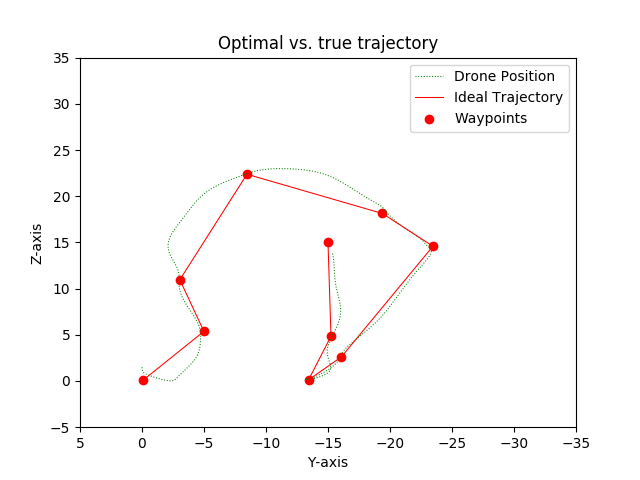 Optimal vs. true trajectory
Drone Position
Ideal Trajectory
Waypoints
Z-axis
35
30
25
20
15
10
5
0
−5
5 0 −5 −10 −15 −20 −25 −30 −35
Y-axis